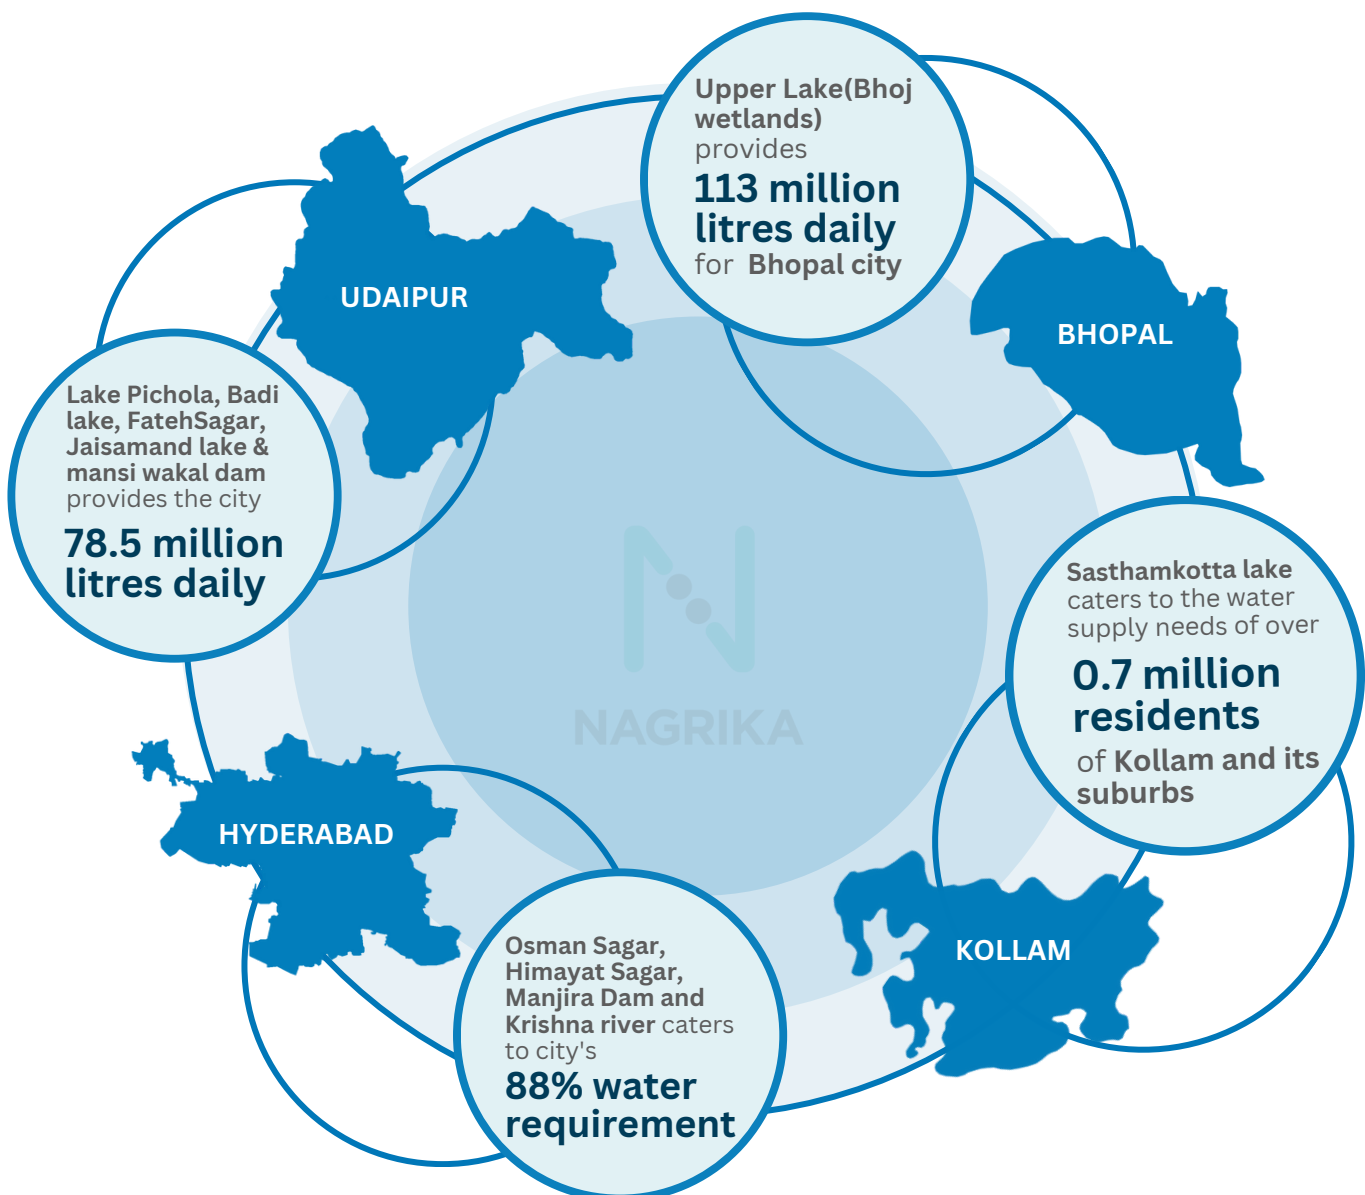 Upper Lake(Bhoj
wetlands)
provides
113 million
litres daily
for Bhopal city
UDAIPUR
BHOPAL
Lake Pichola, Badi
lake, FatehSagar,
Jaisamand lake &
mansi wakal dam
provides the city
78.5 million
litres daily
Sasthamkotta lake
caters to the water
supply needs of over
0.7 million
residents
of Kollam and its
suburbs
NAGRIKA
HYDERABAD
KOLLAM
Osman Sagar,
Himayat Sagar,
Manjira Dam and
Krishna river caters
to city's
88% water
requirement